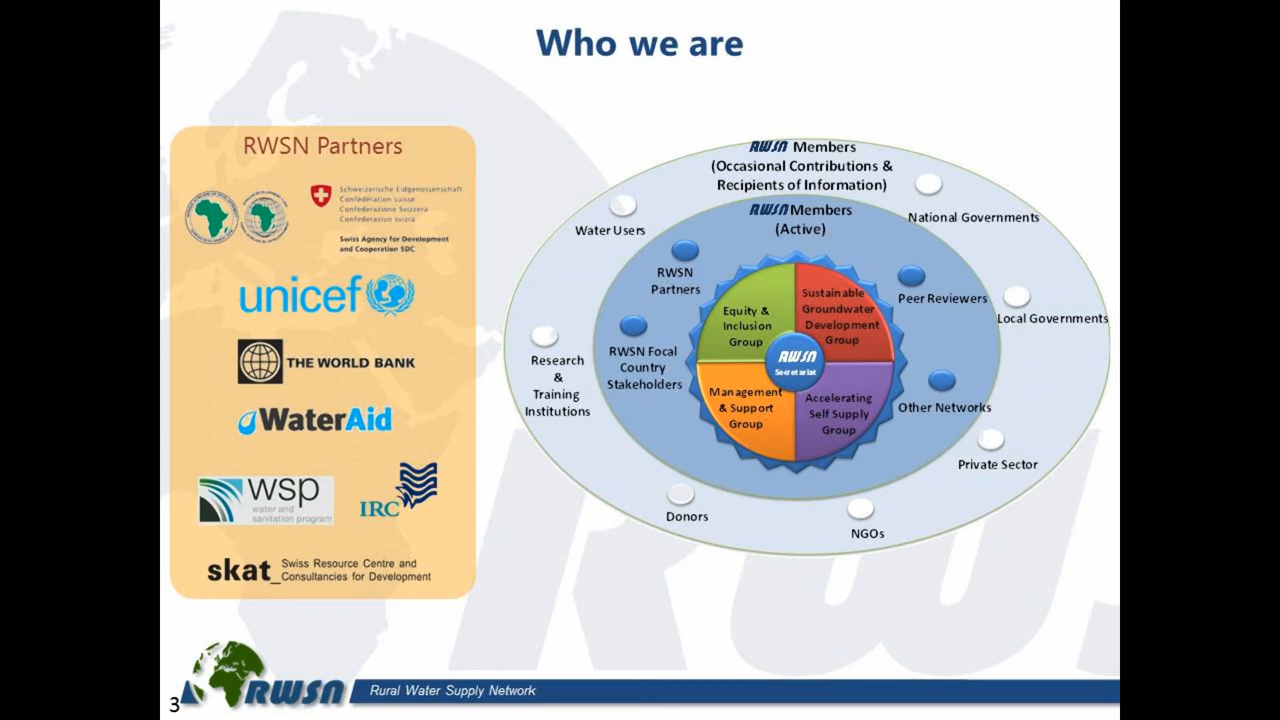 Who we are
RWSN Partners
Schweizerische Eidgenossenschaft
Confédération suisse
Confederazione Svizzera
Confederaziun svizra
Swiss Agency for Development
and Cooperation SDC
unicef
THE WORLD BANK
WaterAid
wsp
water and
sanitation program
IRC
skat_
Swiss Resource Centre and
Consultancies for Development
RWSN Members
(Occasional Contributions &
Recipients of Information)
RWSN Members
(Active)
Water Users
National Governments
RWSN
Partners
Peer Reviewers
Local Governments
Equity &
Inclusion
Group
Sustainable
Groundwater
Development
Group
RWSN
Secretariat
Research
&
Training
Institutions
RWSN Focal
Country
Stakeholders
Management
& Support
Group
Accelerating
Self Supply
Group
Other Networks
Private Sector
Donors
NGOs
RWSN
Rural Water Supply Network
3